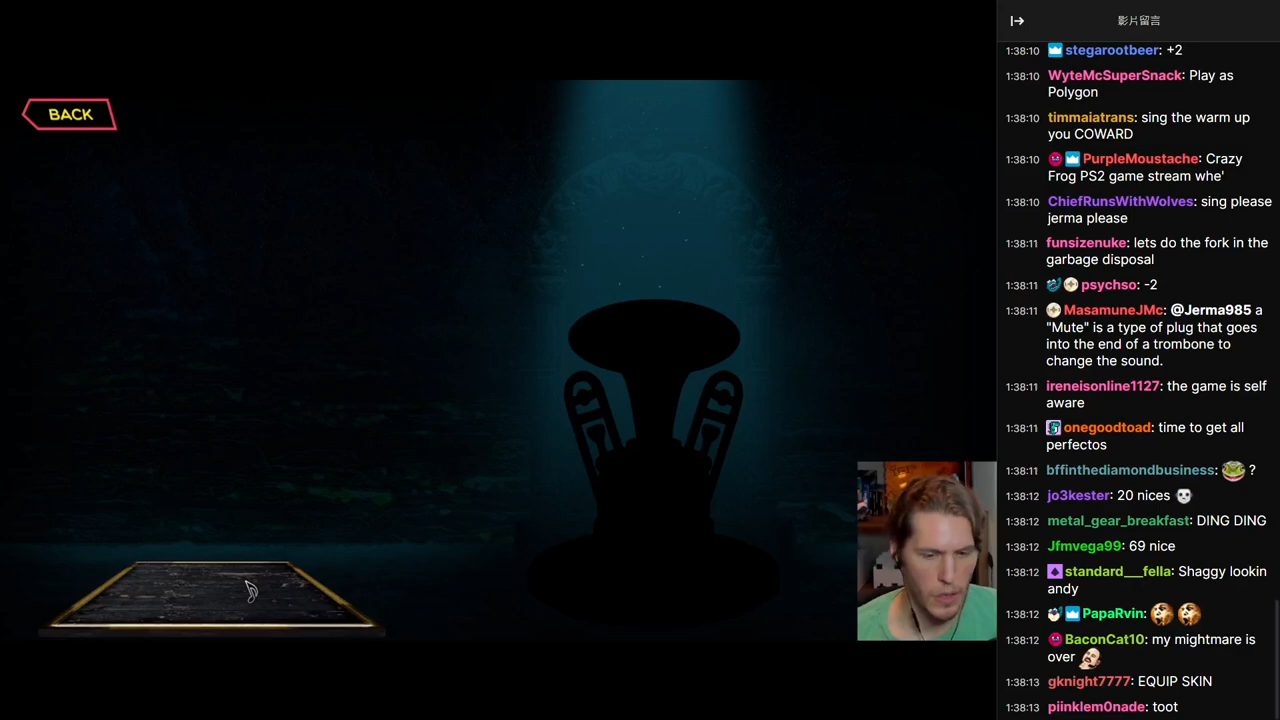 BACK
影片留言
1:38:10 stegarootbeer: +2
1:38:10 WyteMcSuperSnack: Play as
Polygon
1:38:10 timmaiatrans: sing the warm up
you COWARD
1:38:10 PurpleMoustache: Crazy
Frog PS2 game stream whe'
1:38:10 ChiefRunsWithWolves: sing please
jerma please
1:38:11 funsizenuke: lets do the fork in the
garbage disposal
1:38:11 psychso: -2
1:38:11 MasamuneJMc: @Jerma985 a
"Mute" is a type of plug that goes
into the end of a trombone to
change the sound.
1:38:11 ireneisonline1127: the game is self
aware
1:38:11 onegoodtoad: time to get all
perfectos
1:38:11 bffinthediamondbusiness: ?
1:38:12 jo3kester: 20 nices
1:38:12 metal_gear_breakfast: DING DING
1:38:12 Jfmvega99: 69 nice
1:38:12 standard___fella: Shaggy lookin
andy
1:38:12 PapaRvin:
1:38:12 BaconCat10: my mightmare is
over
1:38:13 gknight7777: EQUIP SKIN
1:38:13 piinklem0nade: toot